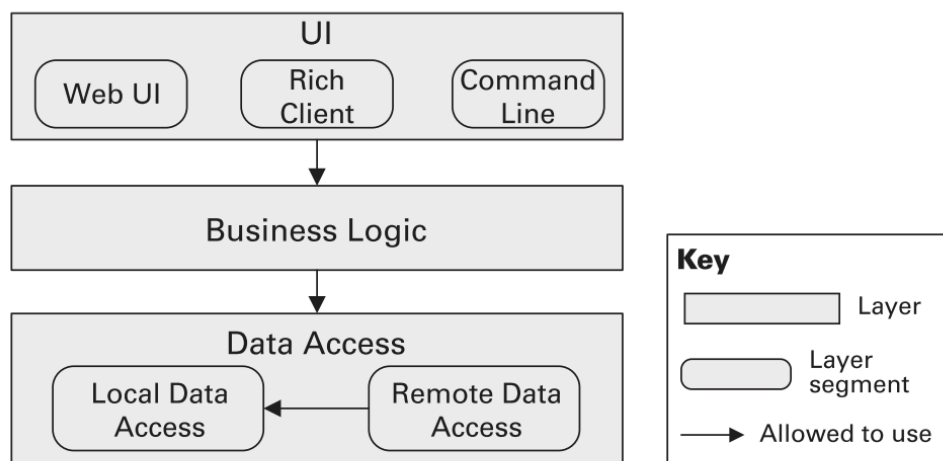 UI
Web UI
Rich
Client
Command
Line
Business Logic
Data Access
Local Data
Access
Remote Data
Access
Key
Layer
Layer
segment
Allowed to use